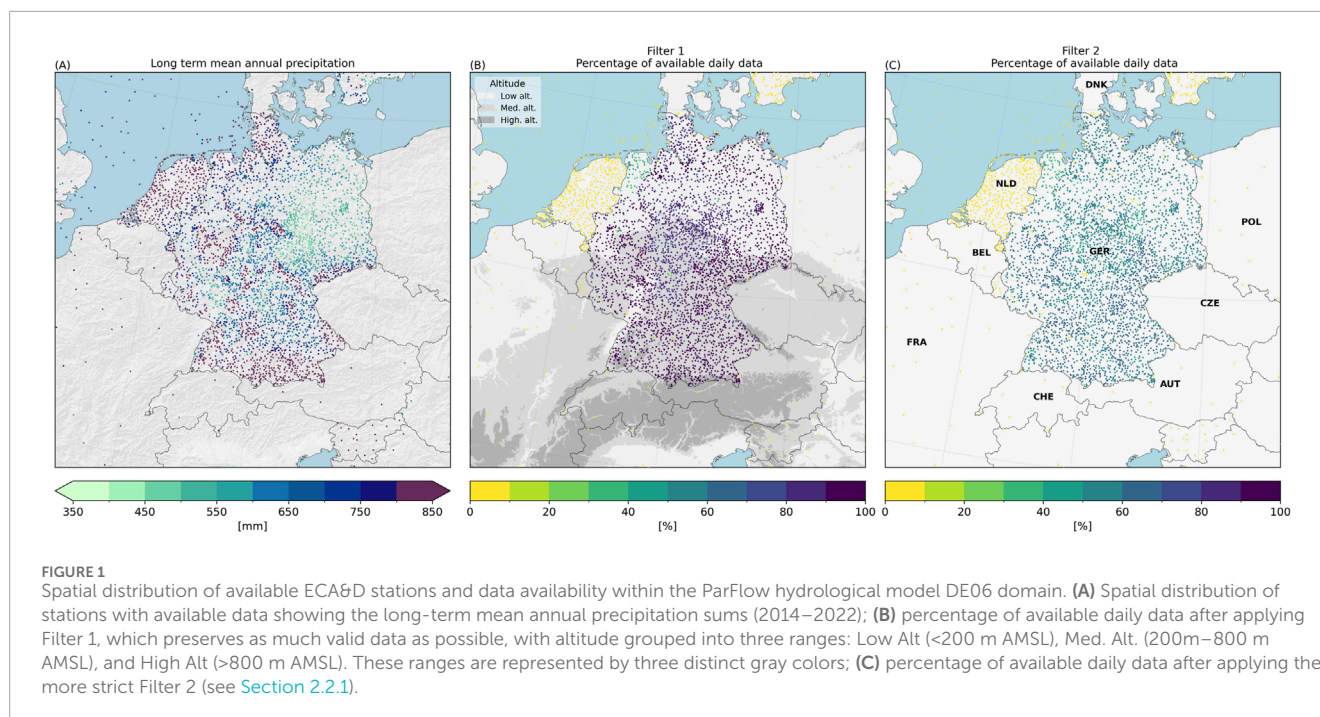 (A)
Long term mean annual precipitation
350
450
550
650
750
850
[mm]
Filter 1
(B)
Percentage of available daily data
Altitude
Low alt.
Med. alt.
High. alt.
0
20
40
60
80
100
[%]
Filter 2
(C)
Percentage of available daily data
DNK
NLD
POL
BEL
GER
CZE
FRA
AUT
CHE
0
20
40
60
80
100
[%]
FIGURE 1
Spatial distribution of available ECA&D stations and data availability within the ParFlow hydrological model DE06 domain. (A) Spatial distribution of
stations with available data showing the long-term mean annual precipitation sums (2014–2022); (B) percentage of available daily data after applying
Filter 1, which preserves as much valid data as possible, with altitude grouped into three ranges: Low Alt (<200 m AMSL), Med. Alt. (200m–800 m
AMSL), and High Alt (>800 m AMSL). These ranges are represented by three distinct gray colors; (C) percentage of available daily data after applying the
more strict Filter 2 (see Section 2.2.1).